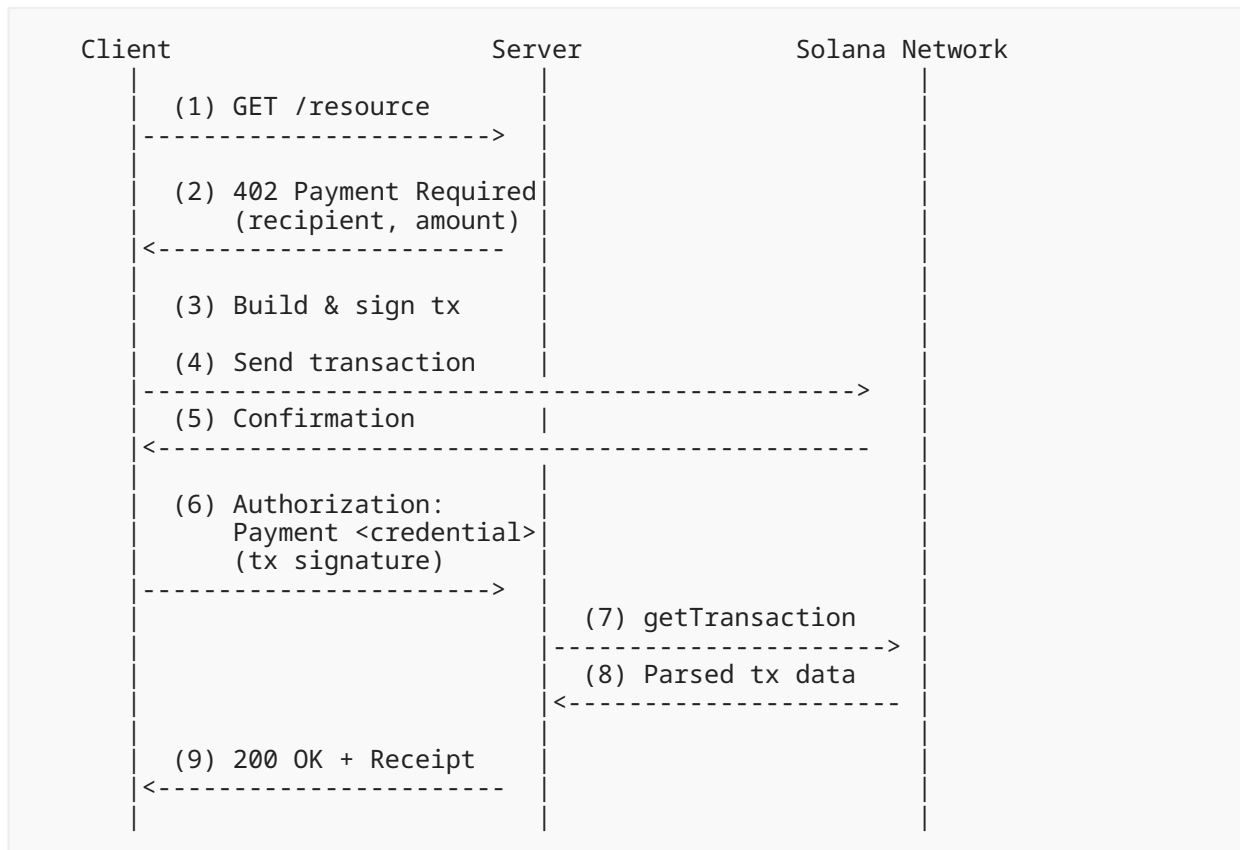 Client Server Solana Network
(1) GET /resource
(2) 402 Payment Required
(recipient, amount)
(3) Build & sign tx
(4) Send transaction
(5) Confirmation
(6) Authorization:
Payment <credential>
(tx signature)
(7) getTransaction
(8) Parsed tx data
(9) 200 OK + Receipt